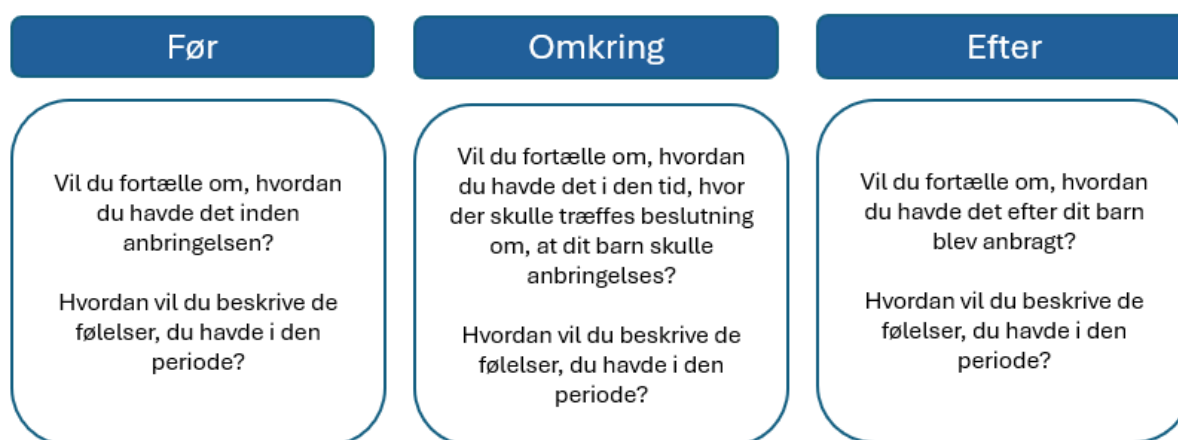 Før
Vil du fortælle om, hvordan
du havde det inden
anbringelsen?
Hvordan vil du beskrive de
følelser, du havde i den
periode?
Omkring
Vil du fortælle om, hvordan
du havde det i den tid, hvor
der skulle træffes beslutning
om, at dit barn skulle
anbringelses?
Hvordan vil du beskrive de
følelser, du havde i den
periode?
Efter
Vil du fortælle om, hvordan
du havde det efter dit barn
blev anbragt?
Hvordan vil du beskrive de
følelser, du havde i den
periode?